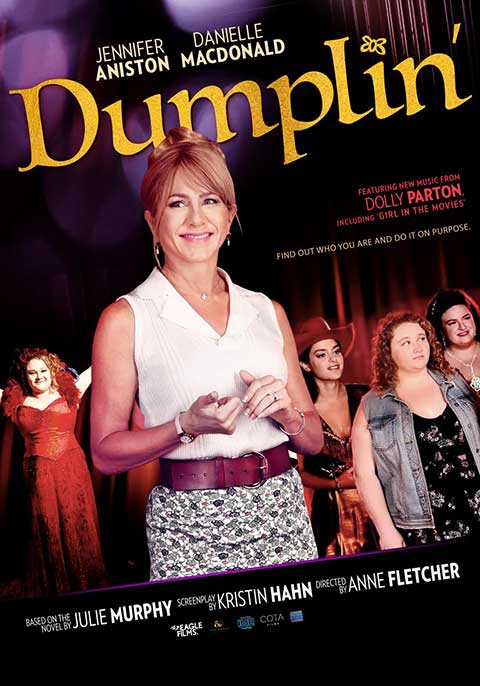 JENNIFER
ANISTON
DANIELLE
MACDONALD
Dumplin'
FEATURING NEW MUSIC FROM
DOLLY PARTON,
INCLUDING 'GIRL IN THE MOVIES'
FIND OUT WHO YOU ARE AND DO IT ON PURPOSE.
BASED ON THE
NOVEL BY JULIE MURPHY
SCREENPLAY
BY KRISTIN HAHN
DIRECTED
BY ANNE FLETCHER
EAGLE
FILMS.
COTA
FILMS